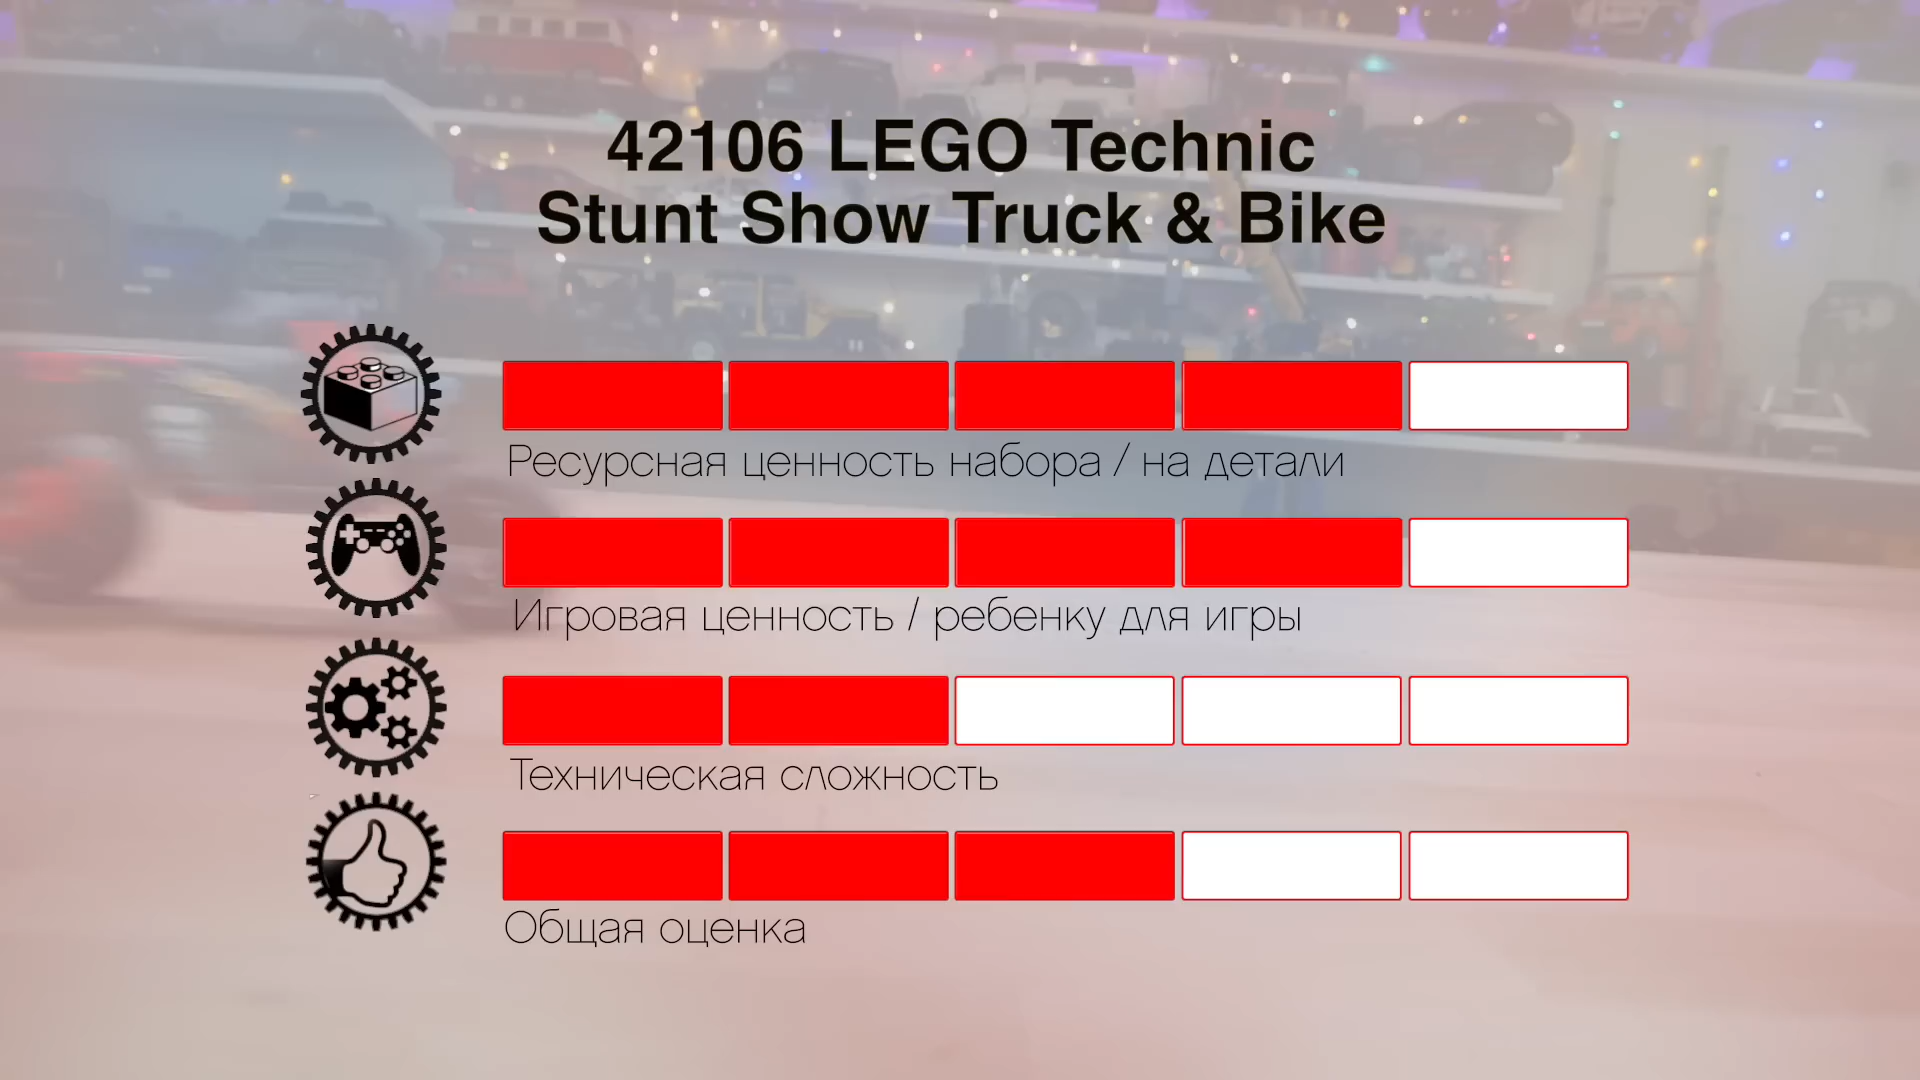 42106 LEGO Technic
Stunt Show Truck & Bike
Ресурсная ценность набора / на детали
Игровая ценность / ребенку для игры
Техническая сложность
Общая оценка